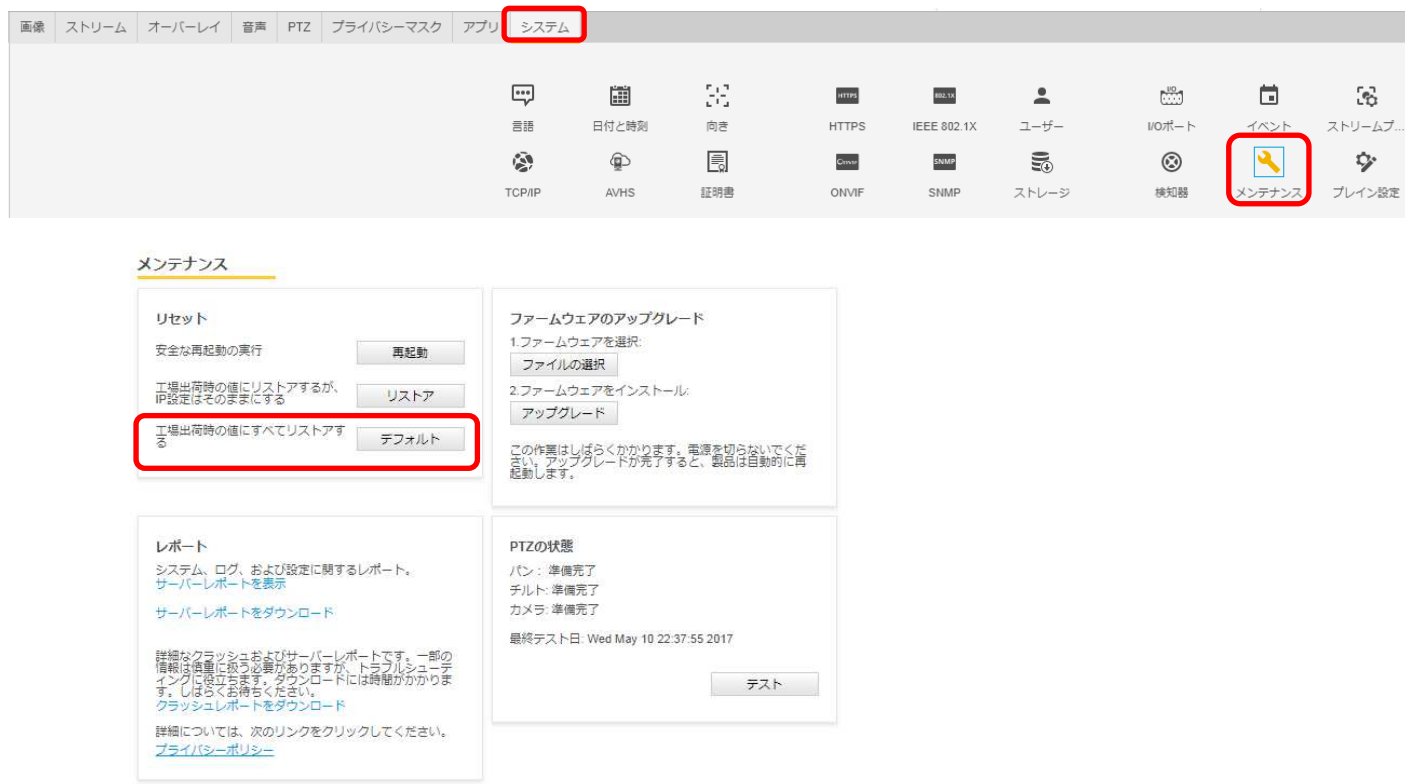 画像 ストリーム オーバーレイ 音声 PTZ プライバシーマスク アプリ システム
言語 日付と時刻 向き HTTPS HTTPS 802.1X IEEE 802.1X ユーザー I/O I/Oポート イベント ストリームプ...
TCP/IP AVHS 証明書 Onvif ONVIF SNMP SNMP ストレージ 検知器 メンテナンス プレイン設定
メンテナンス
リセット
安全な再起動の実行 再起動
工場出荷時の値にリストアするが、
IP設定はそのままにする
リストア
工場出荷時の値にすべてリストアす
る
デフォルト
ファームウェアのアップグレード
1.ファームウェアを選択:
ファイルの選択
2.ファームウェアをインストール:
アップグレード
この作業はしばらくかかります。電源を切らないでくだ
さい。アップグレードが完了すると、製品は自動的に再
起動します。
レポート
システム、ログ、および設定に関するレポート。
サーバーレポートを表示
サーバーレポートをダウンロード
詳細なクラッシュおよびサーバーレポートです。一部の
情報は慎重に扱う必要がありますが、トラブルシューテ
ィングに役立ちます。ダウンロードには時間がかかりま
す。しばらくお待ちください。
クラッシュレポートをダウンロード
詳細については、次のリンクをクリックしてください。
プライバシーポリシー
PTZの状態
パン： 準備完了
チルト: 準備完了
カメラ: 準備完了
最終テスト日: Wed May 10 22:37:55 2017
テスト